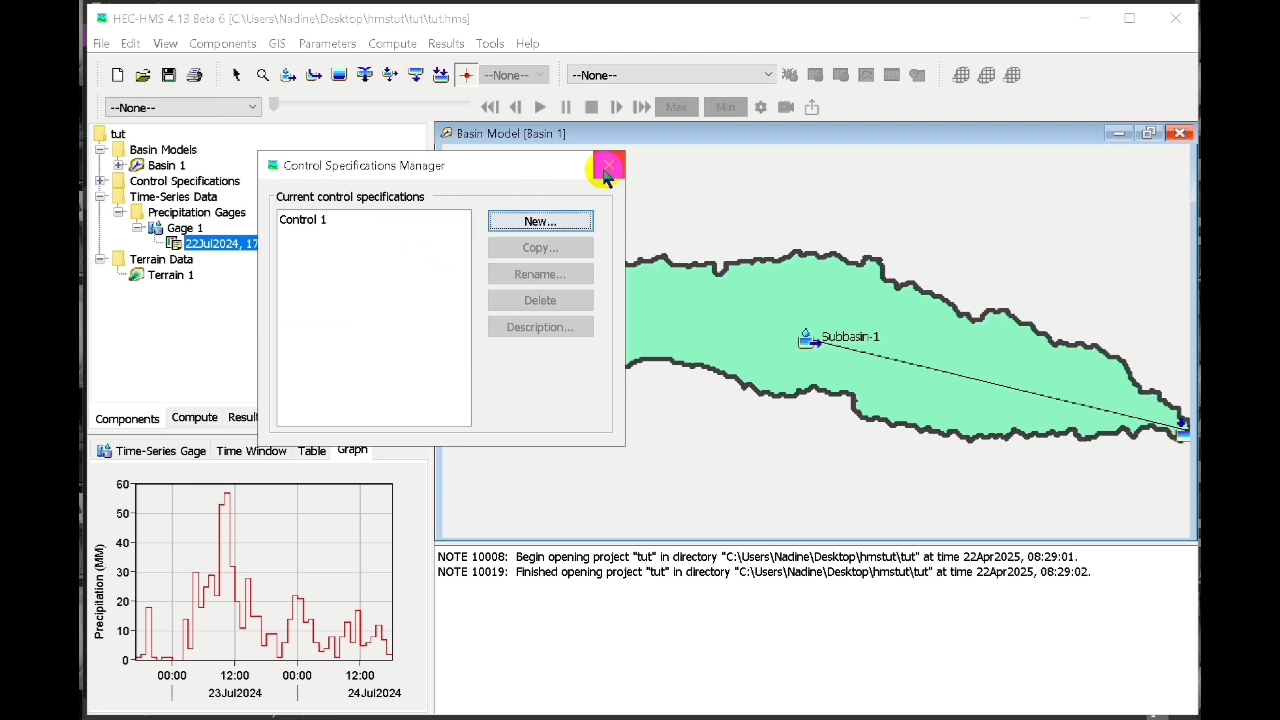 HEC-HMS 4.13 Beta 6 [C:\Users\Nadine\Desktop\hmstut\tut\tut.hms]
File Edit View Components GIS Parameters Compute Results Tools Help
--None-- --None--
--None-- Max Min
tut
Basin Models
Basin 1
Control Specifications
Time-Series Data
Precipitation Gages
Gage 1
22Jul2024, 17
Terrain Data
Terrain 1
Components Compute
Basin Model [Basin 1]
Control Specifications Manager
Current control specifications
Control 1
New...
Copy...
Rename...
Delete
Description...
Subbasin-1
Time-Series Gage Time Window Table Graph
60
50
40
30
20
10
0
Precipitation (MM)
00:00 12:00 00:00 12:00
23Jul2024 24Jul2024
NOTE 10008: Begin opening project "tut" in directory "C:\Users\Nadine\Desktop\hmstut\tut" at time 22Apr2025, 08:29:01.
NOTE 10019: Finished opening project "tut" in directory "C:\Users\Nadine\Desktop\hmstut\tut" at time 22Apr2025, 08:29:02.